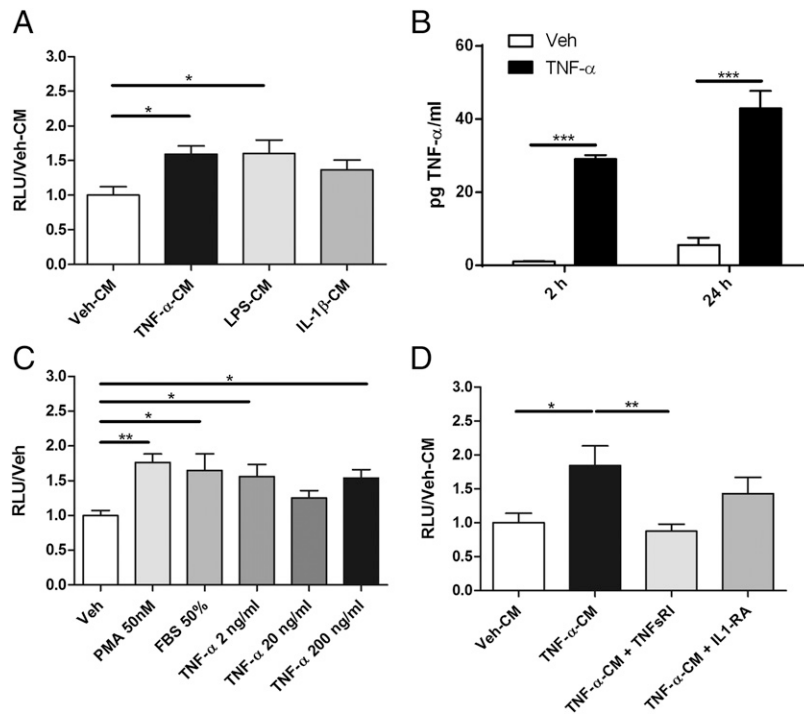 A
RLU/Veh-CM
3.0
2.5
2.0
1.5
1.0
0.5
0.0
*
*
Veh-CM
TNF-α-CM
LPS-CM
IL-1β-CM
B
pg TNF-α/ml
60
40
20
0
Veh
TNF-α
***
***
2 h
24 h
C
RLU/Veh
3.0
2.5
2.0
1.5
1.0
0.5
0.0
*
*
*
**
Veh
PMA 50nM
FBS 50%
TNF-α 2 ng/ml
TNF-α 20 ng/ml
TNF-α 200 ng/ml
D
RLU/Veh-CM
3.0
2.5
2.0
1.5
1.0
0.5
0.0
*
**
Veh-CM
TNF-α-CM
TNF-α-CM + TNFsRI
TNF-α-CM + IL1-RA